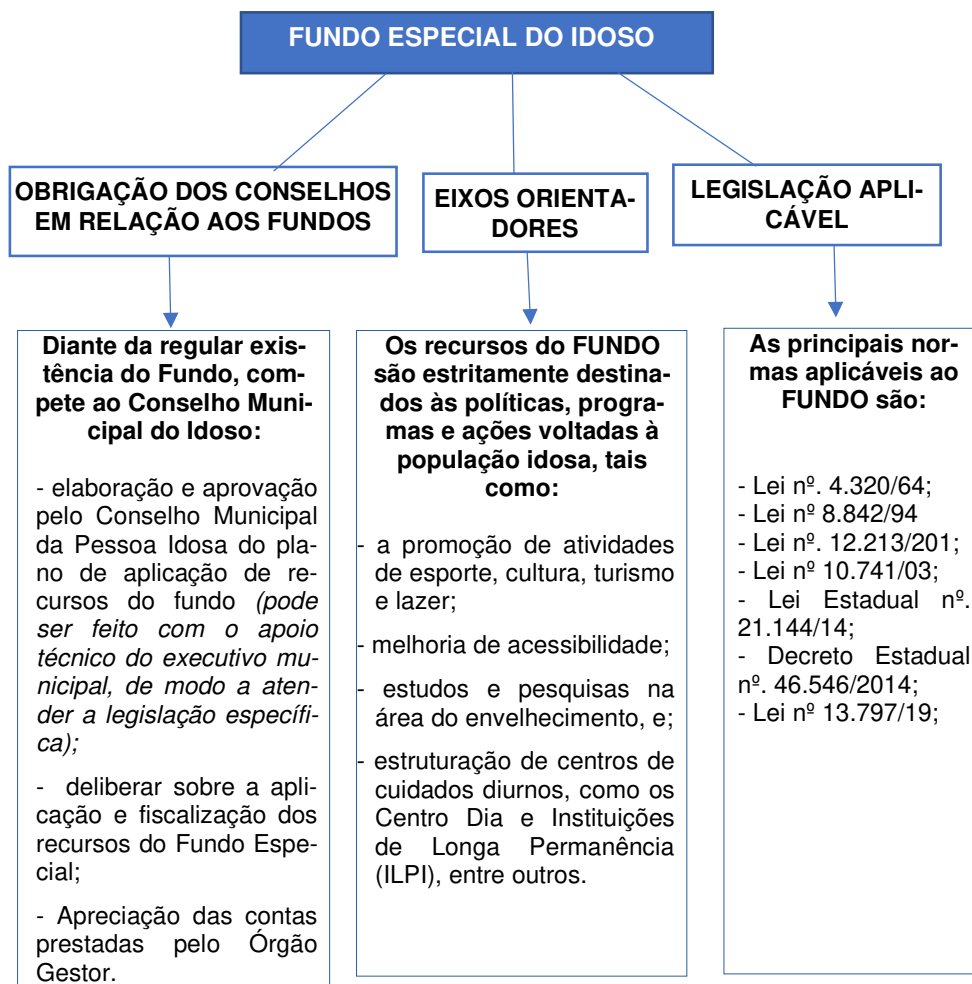 FUNDO ESPECIAL DO IDOSO
OBRIGAÇÃO DOS CONSELHOS
EM RELAÇÃO AOS FUNDOS
EIXOS ORIENTA-
DORES
LEGISLAÇÃO APLI-
CÁVEL
Diante da regular exis-
tência do Fundo, com-
pete ao Conselho Muni-
cipal do Idoso:
- elaboração e aprovação
pelo Conselho Municipal
da Pessoa Idosa do pla-
no de aplicação de re-
cursos do fundo (pode
ser feito com o apoio
técnico do executivo mu-
nicipal, de modo a aten-
der a legislação específi-
ca);
- deliberar sobre a apli-
cação e fiscalização dos
recursos do Fundo Espe-
cial;
- Apreciação das contas
prestadas pelo Órgão
Gestor.
Os recursos do FUNDO
são estritamente destina-
dos às políticas, progra-
mas e ações voltadas à
população idosa, tais
como:
- a promoção de atividades
de esporte, cultura, turismo
e lazer;
- melhoria de acessibilidade;
- estudos e pesquisas na
área do envelhecimento, e;
- estruturação de centros de
cuidados diurnos, como os
Centro Dia e Instituições
de Longa Permanência
(ILPI), entre outros.
As principais nor-
mas aplicáveis ao
FUNDO são:
- Lei nº. 4.320/64;
- Lei nº 8.842/94
- Lei nº. 12.213/201;
- Lei nº 10.741/03;
- Lei Estadual nº.
21.144/14;
- Decreto Estadual
nº. 46.546/2014;
- Lei nº 13.797/19;